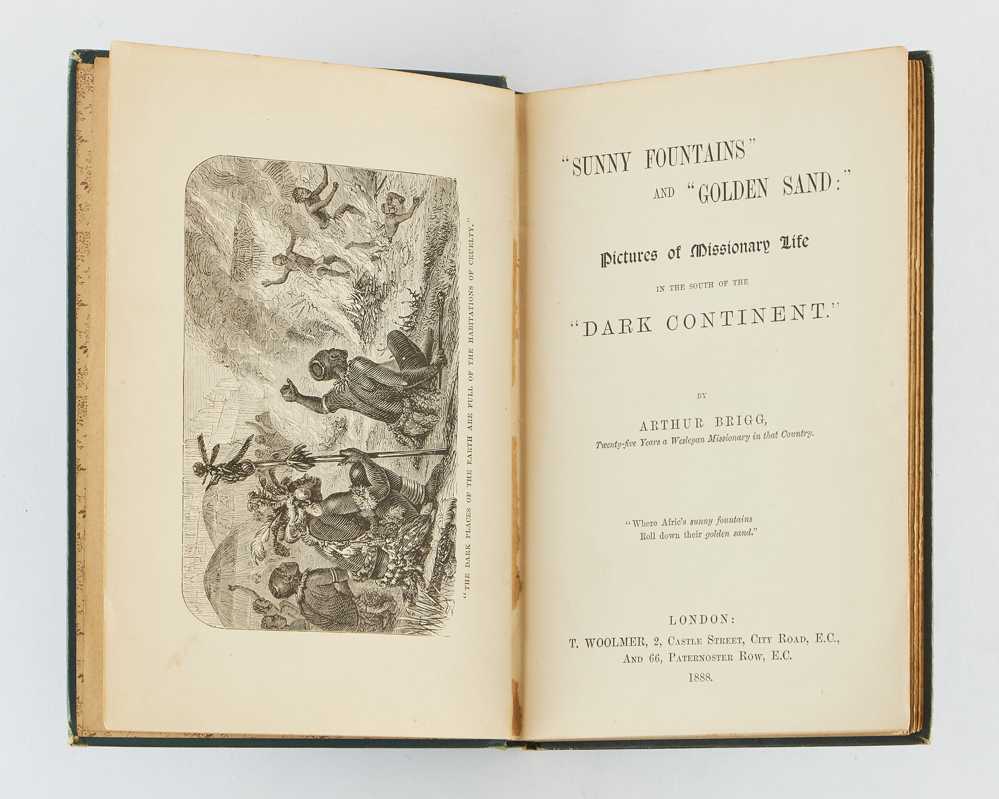 "THE DARK PLACES OF THE EARTH ARE FULL OF THE HABITATIONS OF CRUELTY."
"SUNNY FOUNTAINS"
AND "GOLDEN SAND:"
Pictures of Missionary Life
IN THE SOUTH OF THE
"DARK CONTINENT."
BY
ARTHUR BRIGG,
Twenty-five Years a Wesleyan Missionary in that Country.
"Where Afric's sunny fountains
Roll down their golden sand."
LONDON:
T. WOOLMER, 2, CASTLE STREET, CITY ROAD, E.C.,
AND 66, PATERNOSTER ROW, E.C.
1888.